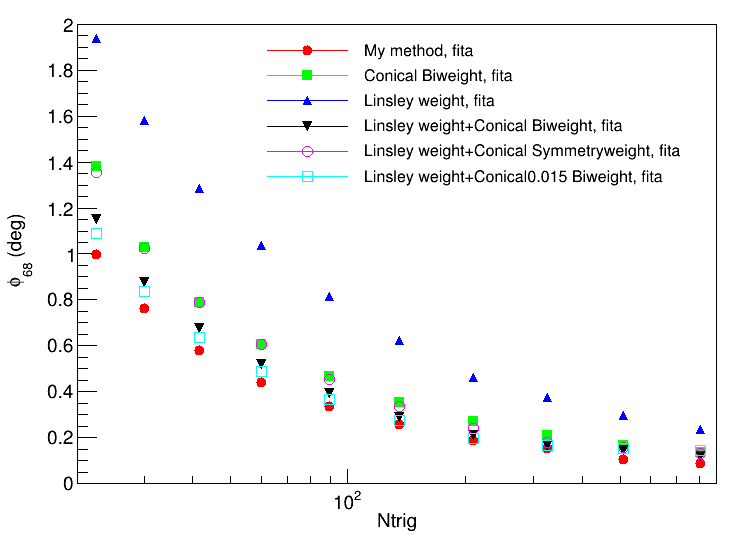 2
1.8
1.6
1.4
1.2
1
0.8
0.6
0.4
0.2
0
ϕ68 (deg)
My method, fita
Conical Biweight, fita
Linsley weight, fita
Linsley weight+Conical Biweight, fita
Linsley weight+Conical Symmetryweight, fita
Linsley weight+Conical0.015 Biweight, fita
10²
Ntrig